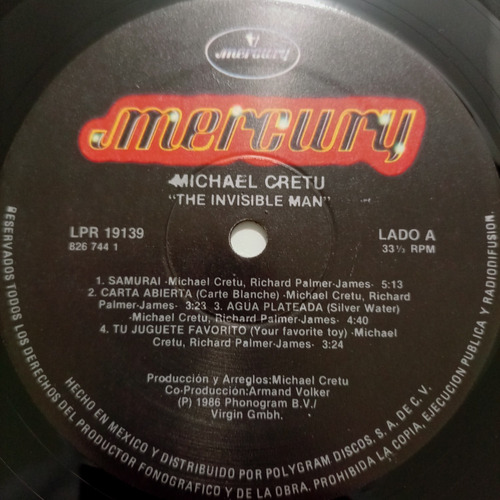 mercury
mercury
MICHAEL CRETU
"THE INVISIBLE MAN"
LPR 19139
826 744 1
LADO A
33⅓ RPM
1. SAMURAI -Michael Cretu, Richard Palmer-James- 5:13
2. CARTA ABIERTA (Carte Blanche) -Michael Cretu, Richard
Palmer-James- 3:23 3. AGUA PLATEADA (Silver Water)
-Michael Cretu, Richard Palmer-James- 4:40
4. TU JUGUETE FAVORITO (Your favorite toy) -Michael
Cretu, Richard Palmer-James- 3:24
Producción y Arreglos:Michael Cretu
Co-Producción:Armand Volker
(P) 1986 Phonogram B.V./
Virgin Gmbh.
HECHO EN MEXICO Y DISTRIBUIDO POR POLYGRAM DISCOS, S.A. DE C.V.
RESERVADOS TODOS LOS DERECHOS DEL PRODUCTOR FONOGRAFICO Y DE LA OBRA. PROHIBIDA LA COPIA, EJECUCION PUBLICA Y RADIODIFUSION